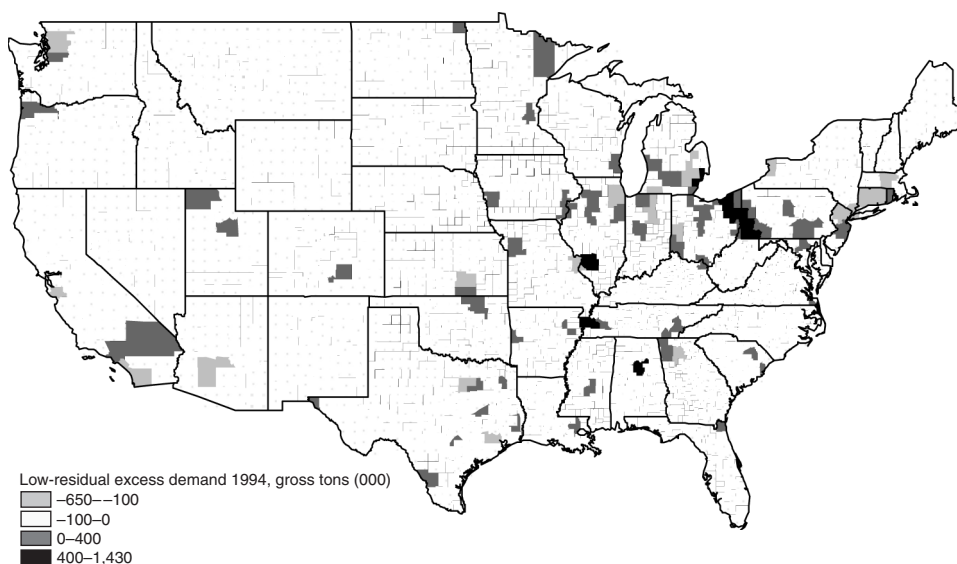 Low-residual excess demand 1994, gross tons (000)
–650-–100
–100–0
0–400
400–1,430